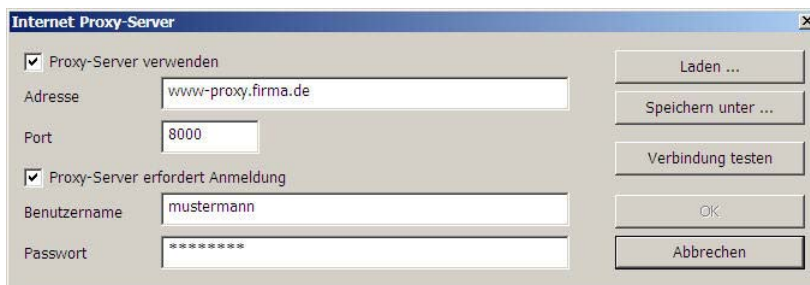 Internet Proxy-Server
Proxy-Server verwenden
Adresse
www-proxy.firma.de
Port
8000
Proxy-Server erfordert Anmeldung
Benutzername
mustermann
Passwort
********
Laden ...
Speichern unter ...
Verbindung testen
OK
Abbrechen